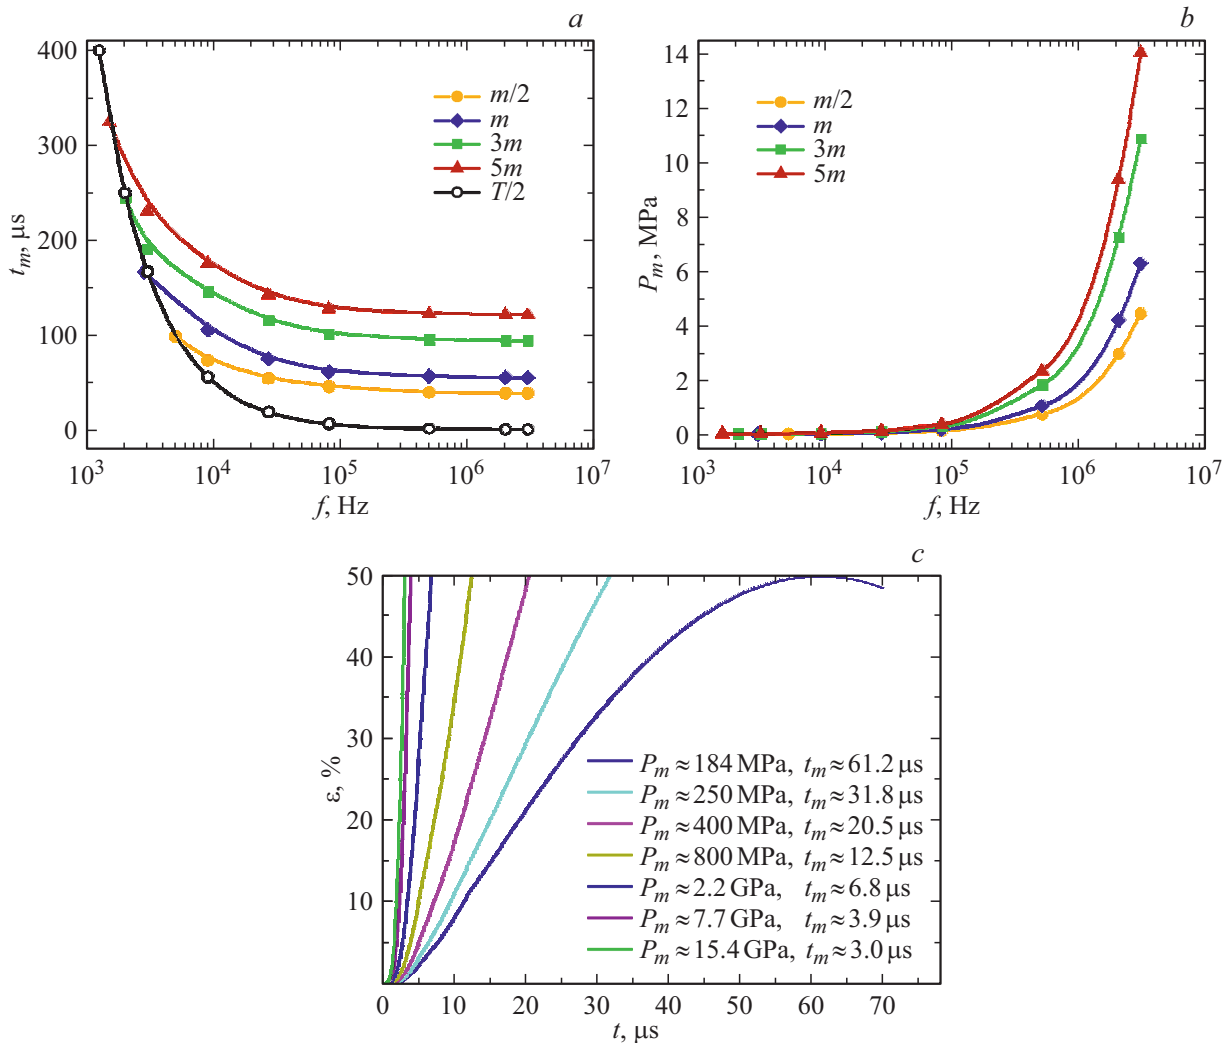 a
b
400
300
200
100
0
t_m, μs
m/2
m
3m
5m
T/2
10^3
10^4
10^5
10^6
10^7
f, Hz
14
12
10
8
6
4
2
0
P_m, MPa
m/2
m
3m
5m
10^3
10^4
10^5
10^6
10^7
f, Hz
c
50
40
30
20
10
ε, %
P_m ≈ 184 MPa, t_m ≈ 61.2 μs
P_m ≈ 250 MPa, t_m ≈ 31.8 μs
P_m ≈ 400 MPa, t_m ≈ 20.5 μs
P_m ≈ 800 MPa, t_m ≈ 12.5 μs
P_m ≈ 2.2 GPa, t_m ≈ 6.8 μs
P_m ≈ 7.7 GPa, t_m ≈ 3.9 μs
P_m ≈ 15.4 GPa, t_m ≈ 3.0 μs
0
10
20
30
40
50
60
70
t, μs